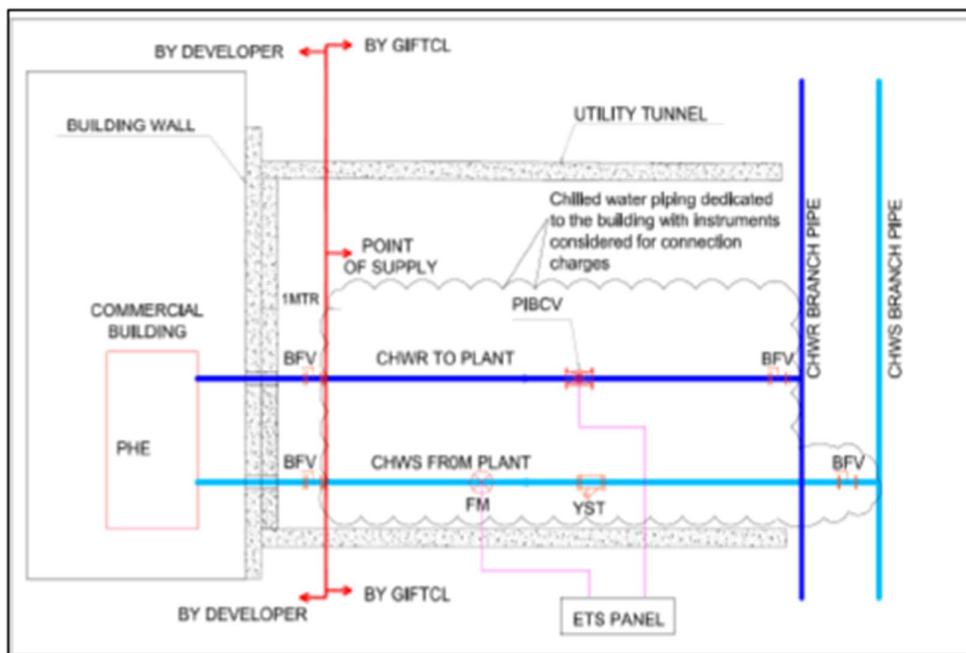 BY DEVELOPER
BY GIFTCL
BUILDING WALL
UTILITY TUNNEL
Chilled water piping dedicated
to the building with instruments
considered for connection
charges
POINT
OF SUPPLY
1MTR
PIBCV
COMMERCIAL
BUILDING
BFV
CHWR TO PLANT
BFV
CHWR BRANCH PIPE
CHWS BRANCH PIPE
PHE
BFV
CHWS FR0M PLANT
BFV
FM
YST
BY DEVELOPER
BY GIFTCL
ETS PANEL